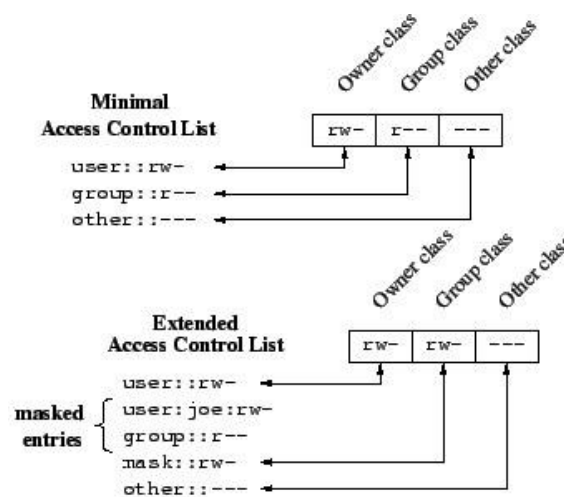 Owner class
Group class
Other class
Minimal
Access Control List
rw- r-- ---
user::rw-
group::r--
other::---
Owner class
Group class
Other class
Extended
Access Control List
rw- rw- ---
user::rw-
user:joe:rw-
group::r--
masked
entries
mask::rw-
other::---